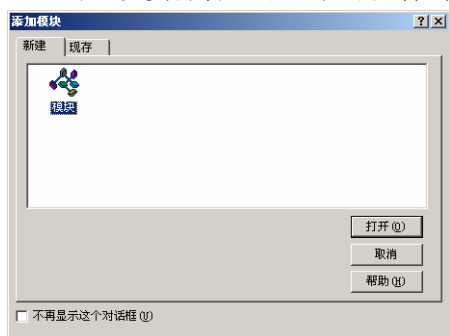 添加模块
新建 现存
模块
打开(O)
取消
帮助(H)
不再显示这个对话框(U)